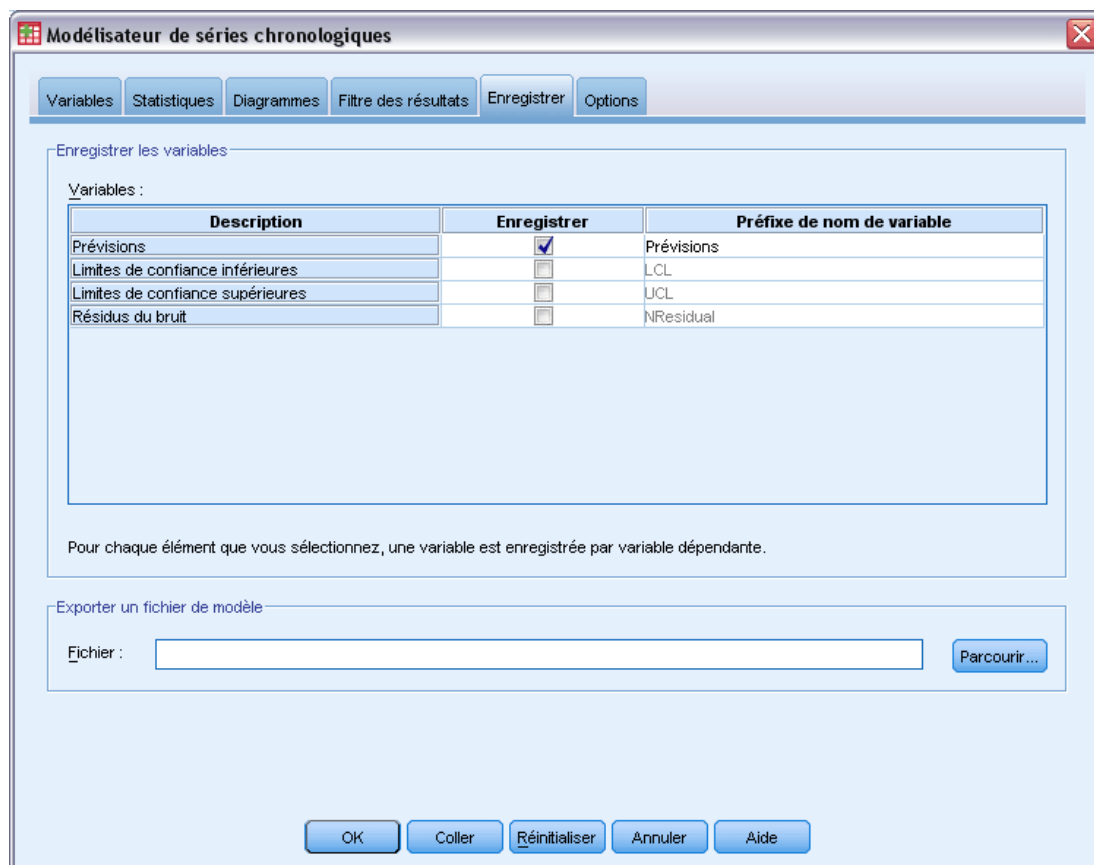 Modélisateur de séries chronologiques
Variables Statistiques Diagrammes Filtre des résultats Enregistrer Options
Enregistrer les variables
Variables :
Description Enregistrer Préfixe de nom de variable
Prévisions Prévisions
Limites de confiance inférieures LCL
Limites de confiance supérieures UCL
Résidus du bruit NResidual
Pour chaque élément que vous sélectionnez, une variable est enregistrée par variable dépendante.
Exporter un fichier de modèle
Fichier : Parcourir...
OK Coller Réinitialiser Annuler Aide